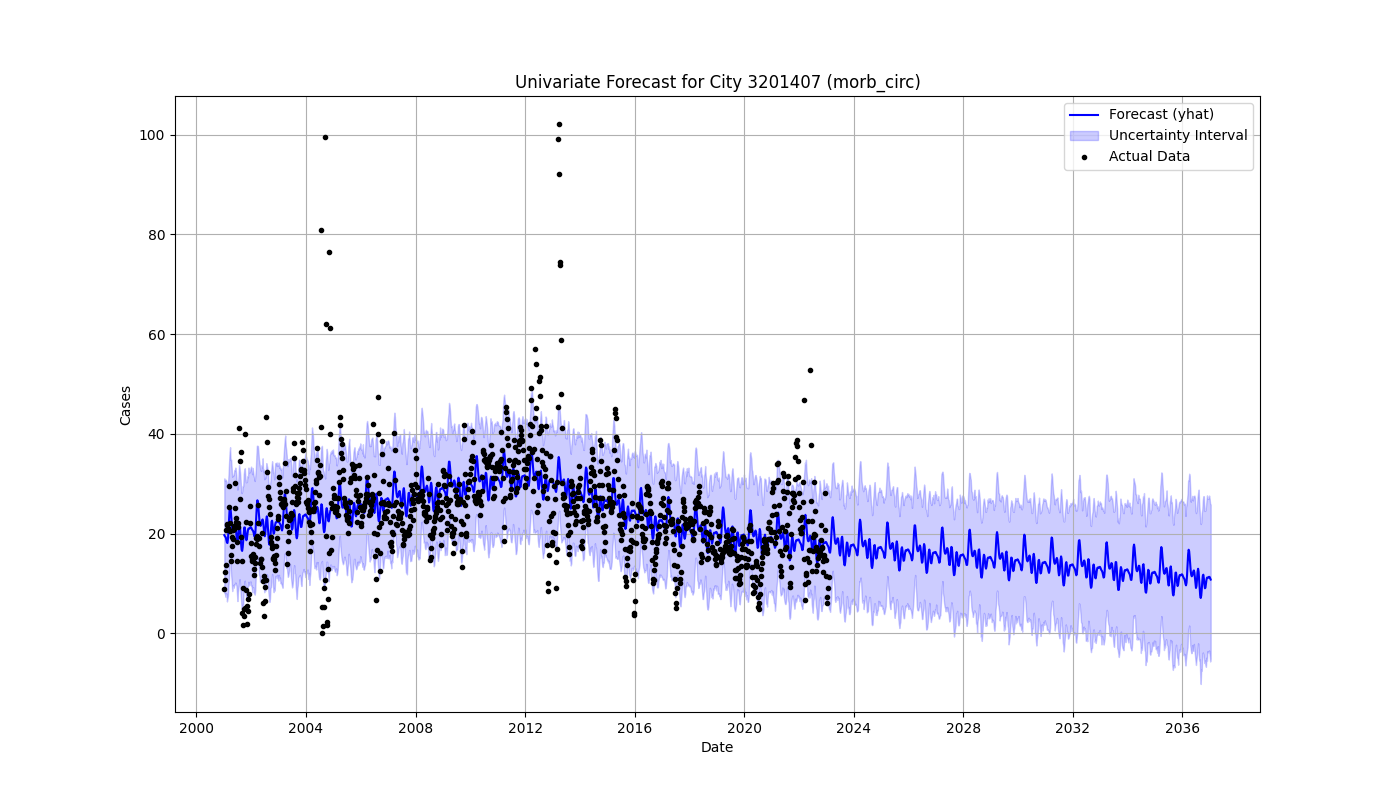 Univariate Forecast for City 3201407 (morb_circ)
Forecast (yhat)
Uncertainty Interval
Actual Data
100
80
60
40
20
0
Cases
2000 2004 2008 2012 2016 2020 2024 2028 2032 2036
Date